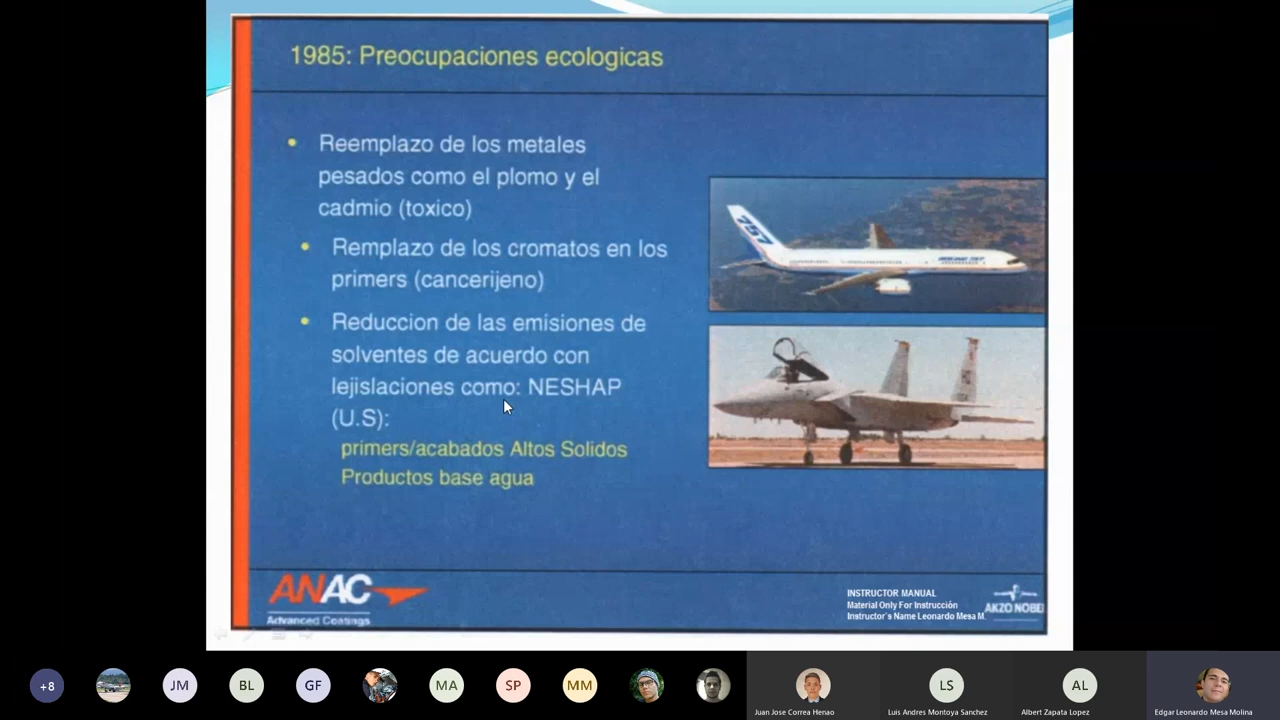 1985: Preocupaciones ecologicas
• Reemplazo de los metales
pesados como el plomo y el
cadmio (toxico)
• Remplazo de los cromatos en los
primers (cancerijeno)
• Reduccion de las emisiones de
solventes de acuerdo con
lejislaciones como: NESHAP
(U.S):
primers/acabados Altos Solidos
Productos base agua
757
ANAC
Advanced Coatings
INSTRUCTOR MANUAL
Material Only For Instrucción
Instructor´s Name Leonardo Mesa M.
AKZO NOBEL
+8
JM
BL
GF
MA
SP
MM
Juan Jose Correa Henao
LS
Luis Andres Montoya Sanchez
AL
Albert Zapata Lopez
Edgar Leonardo Mesa Molina